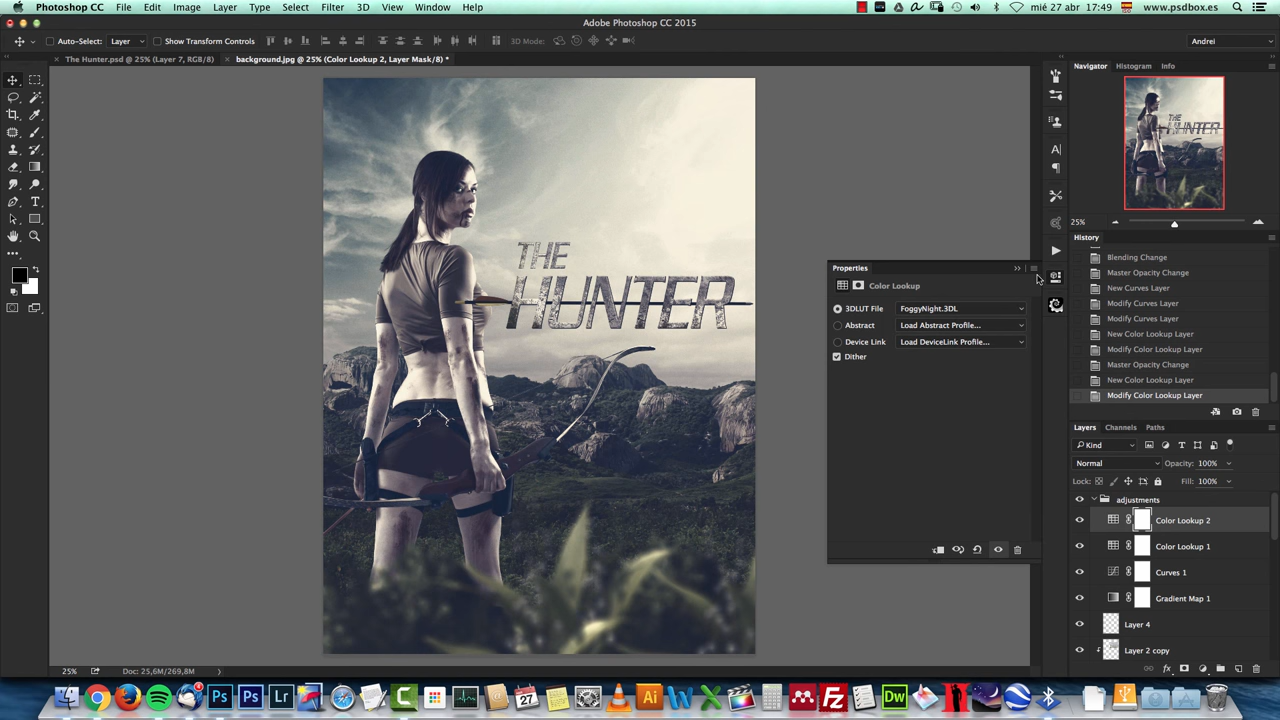 Photoshop CC File Edit Image Layer Type Select Filter 3D View Window Help
mié 27 abr 17:49 www.psdbox.es
Adobe Photoshop CC 2015
Auto-Select: Layer Show Transform Controls 3D Mode: Andrei
The Hunter.psd @ 25% (Layer 7, RGB/8)
background.jpg @ 25% (Color Lookup 2, Layer Mask/8) *
THE
HUNTER
Properties
Color Lookup
3DLUT File FoggyNight.3DL
Abstract Load Abstract Profile...
Device Link Load DeviceLink Profile...
Dither
Navigator Histogram Info
THE
HUNTER
25%
History
Blending Change
Master Opacity Change
New Curves Layer
Modify Curves Layer
Modify Curves Layer
New Color Lookup Layer
Modify Color Lookup Layer
Master Opacity Change
New Color Lookup Layer
Modify Color Lookup Layer
Layers Channels Paths
Kind
Normal Opacity: 100%
Lock: Fill: 100%
adjustments
Color Lookup 2
Color Lookup 1
Curves 1
Gradient Map 1
Layer 4
Layer 2 copy
25% Doc: 25,6M/269,8M